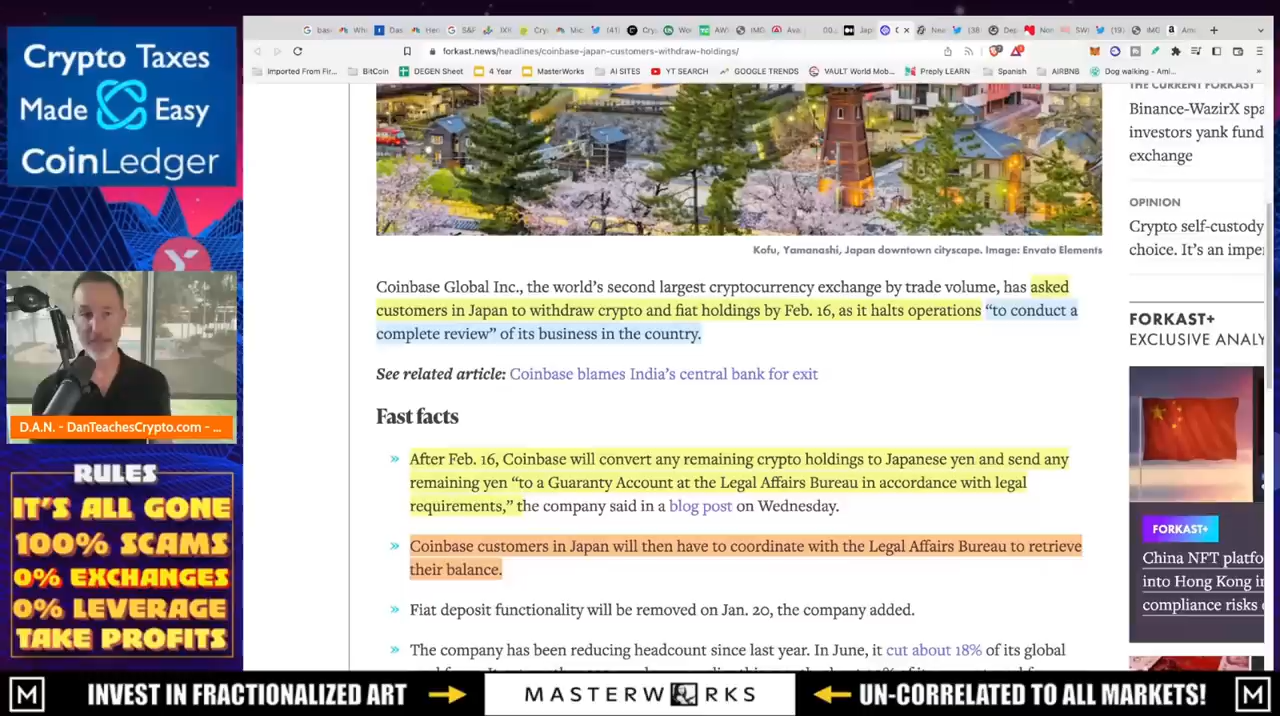 Crypto Taxes
Made Easy
CoinLedger
D.A.N. - DanTeachesCrypto.com - ...
RULES
IT'S ALL GONE
100% SCAMS
0% EXCHANGES
0% LEVERAGE
TAKE PROFITS
forkast.news/headlines/coinbase-japan-customers-withdraw-holdings/
Imported From Fir... BitCoin DEGEN Sheet 4 Year MasterWorks AI SITES YT SEARCH GOOGLE TRENDS VAULT World Mob... Preply LEARN Spanish AIRBNB Dog walking - Ami...
Kofu, Yamanashi, Japan downtown cityscape. Image: Envato Elements
Coinbase Global Inc., the world's second largest cryptocurrency exchange by trade volume, has asked
customers in Japan to withdraw crypto and fiat holdings by Feb. 16, as it halts operations “to conduct a
complete review” of its business in the country.
See related article: Coinbase blames India's central bank for exit
Fast facts
» After Feb. 16, Coinbase will convert any remaining crypto holdings to Japanese yen and send any
remaining yen “to a Guaranty Account at the Legal Affairs Bureau in accordance with legal
requirements,” the company said in a blog post on Wednesday.
» Coinbase customers in Japan will then have to coordinate with the Legal Affairs Bureau to retrieve
their balance.
» Fiat deposit functionality will be removed on Jan. 20, the company added.
» The company has been reducing headcount since last year. In June, it cut about 18% of its global
THE CURRENT FORKAST
Binance-WazirX spa
investors yank fund
exchange
OPINION
Crypto self-custody
choice. It's an impe
FORKAST+
EXCLUSIVE ANALY
FORKAST+
China NFT platfo
into Hong Kong i
compliance risks
M INVEST IN FRACTIONALIZED ART MASTERWORKS UN-CORRELATED TO ALL MARKETS! M